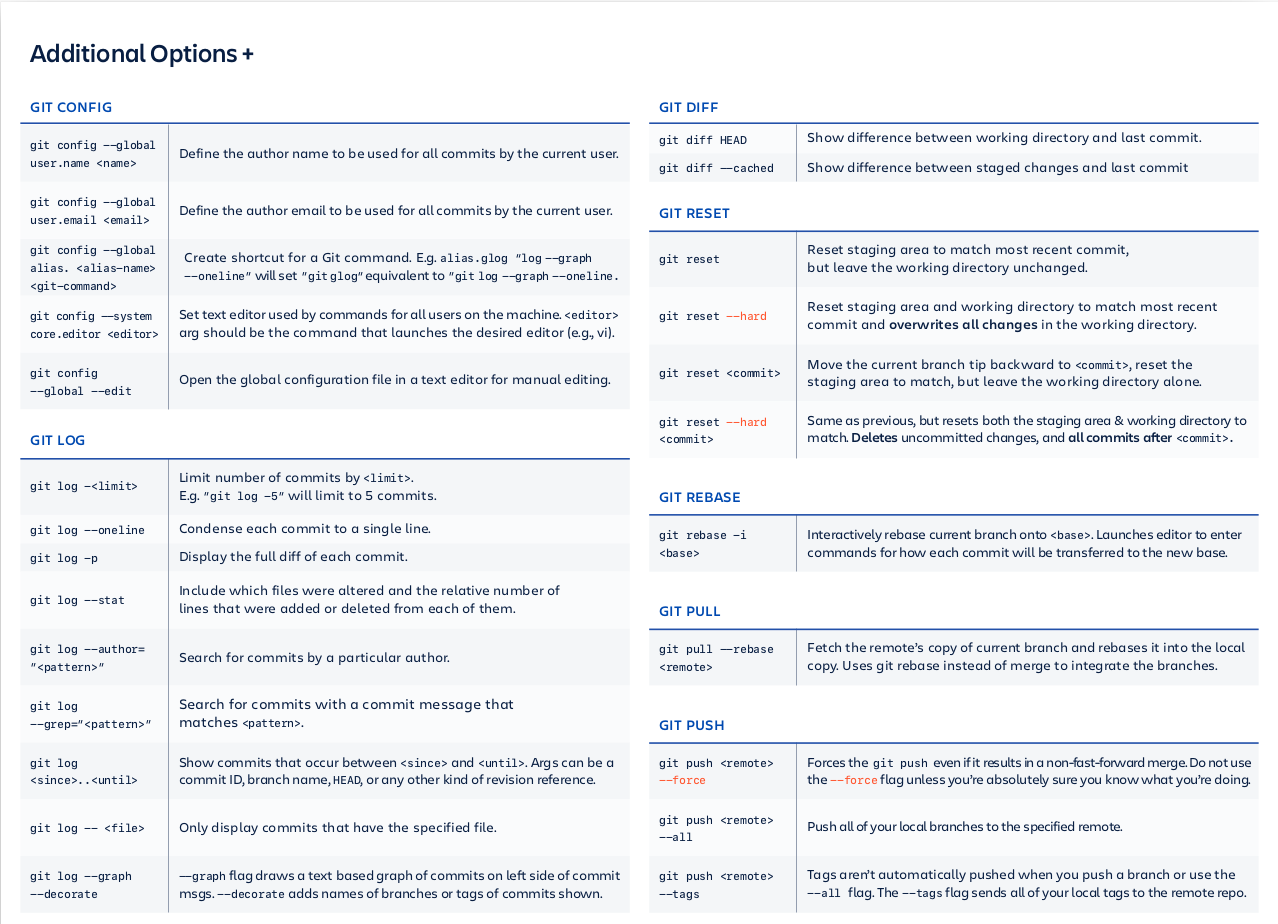 Additional Options +
GIT CONFIG
git config --global
user.name <name>
Define the author name to be used for all commits by the current user.
git config --global
user.email <email>
Define the author email to be used for all commits by the current user.
git config --global
alias. <alias-name>
<git-command>
Create shortcut for a Git command. E.g. alias.glog “log --graph
--oneline” will set ”git glog”equivalent to ”git log --graph --oneline.
git config --system
core.editor <editor>
Set text editor used by commands for all users on the machine. <editor>
arg should be the command that launches the desired editor (e.g., vi).
git config
--global --edit
Open the global configuration file in a text editor for manual editing.
GIT LOG
git log -<limit>
Limit number of commits by <limit>.
E.g. ”git log -5” will limit to 5 commits.
git log --oneline
Condense each commit to a single line.
git log -p
Display the full diff of each commit.
git log --stat
Include which files were altered and the relative number of
lines that were added or deleted from each of them.
git log --author=
”<pattern>”
Search for commits by a particular author.
git log
--grep=”<pattern>”
Search for commits with a commit message that
matches <pattern>.
git log
<since>..<until>
Show commits that occur between <since> and <until>. Args can be a
commit ID, branch name, HEAD, or any other kind of revision reference.
git log -- <file>
Only display commits that have the specified file.
git log --graph
--decorate
--graph flag draws a text based graph of commits on left side of commit
msgs. --decorate adds names of branches or tags of commits shown.
GIT DIFF
git diff HEAD
Show difference between working directory and last commit.
git diff --cached
Show difference between staged changes and last commit
GIT RESET
git reset
Reset staging area to match most recent commit,
but leave the working directory unchanged.
git reset --hard
Reset staging area and working directory to match most recent
commit and overwrites all changes in the working directory.
git reset <commit>
Move the current branch tip backward to <commit>, reset the
staging area to match, but leave the working directory alone.
git reset --hard
<commit>
Same as previous, but resets both the staging area & working directory to
match. Deletes uncommitted changes, and all commits after <commit>.
GIT REBASE
git rebase -i
<base>
Interactively rebase current branch onto <base>. Launches editor to enter
commands for how each commit will be transferred to the new base.
GIT PULL
git pull --rebase
<remote>
Fetch the remote’s copy of current branch and rebases it into the local
copy. Uses git rebase instead of merge to integrate the branches.
GIT PUSH
git push <remote>
--force
Forces the git push even if it results in a non-fast-forward merge. Do not use
the --force flag unless you’re absolutely sure you know what you’re doing.
git push <remote>
--all
Push all of your local branches to the specified remote.
git push <remote>
--tags
Tags aren’t automatically pushed when you push a branch or use the
--all flag. The --tags flag sends all of your local tags to the remote repo.